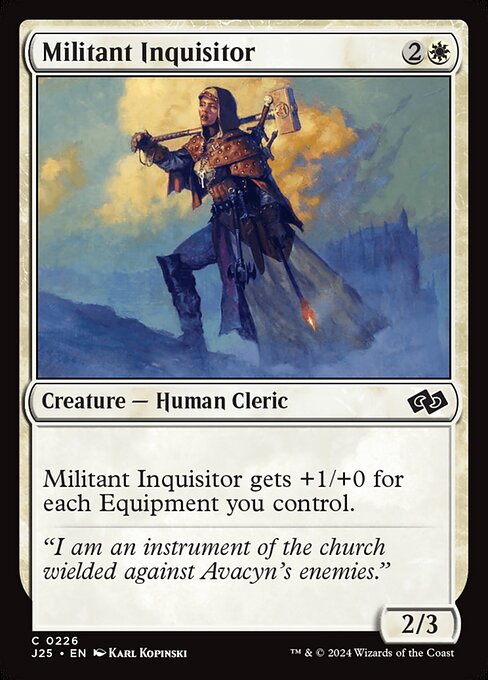 Militant Inquisitor 2
Creature — Human Cleric
Militant Inquisitor gets +1/+0 for
each Equipment you control.
“I am an instrument of the church
wielded against Avacyn’s enemies.”
2/3
C 0226
J25 • EN Karl Kopinski
™ & © 2024 Wizards of the Coast